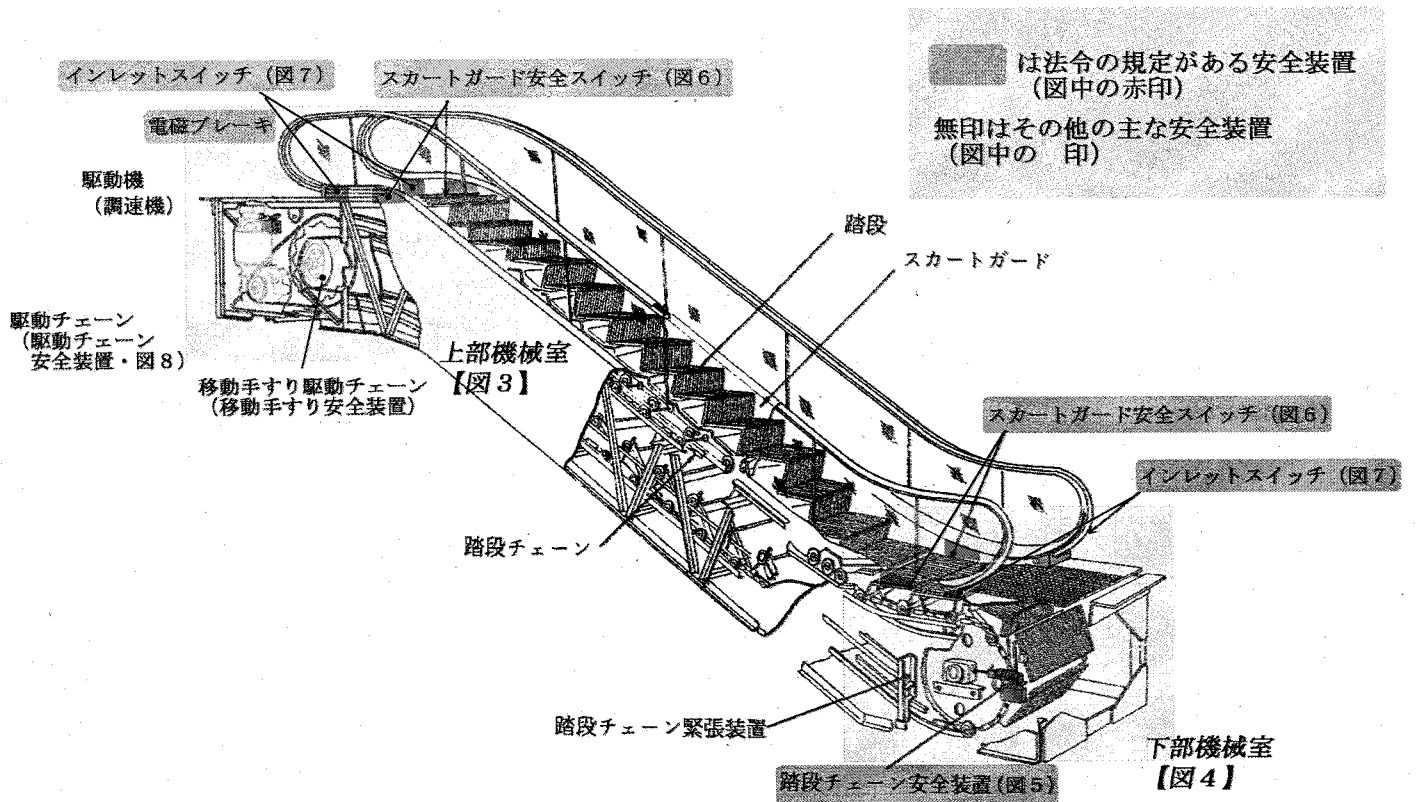 インレットスイッチ（図７）
スカートガード安全スイッチ（図６）
は法令の規定がある安全装置
（図中の赤印）
無印はその他の主な安全装置
（図中の　印）
電磁ブレーキ
駆動機
（調速機）
踏段
スカートガード
駆動チェーン
（駆動チェーン
安全装置・図８）
上部機械室
【図３】
移動手すり駆動チェーン
（移動手すり安全装置）
スカートガード安全スイッチ（図６）
インレットスイッチ（図７）
踏段チェーン
踏段チェーン緊張装置
下部機械室
【図４】
踏段チェーン安全装置（図５）